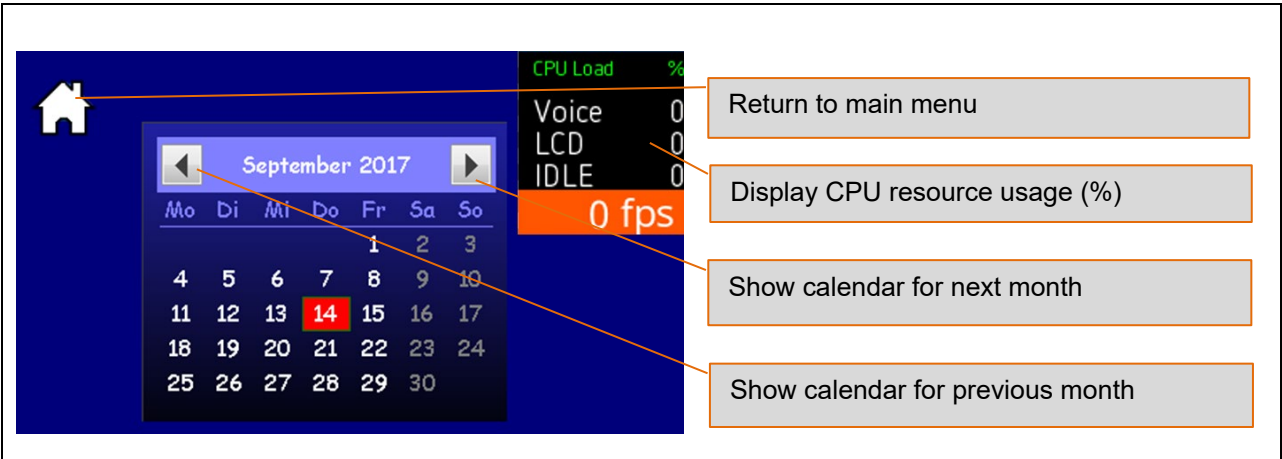 CPU Load %
Voice 0
LCD 0
IDLE 0
0 fps
September 2017
Mo Di Mi Do Fr Sa So
1 2 3
4 5 6 7 8 9 10
11 12 13 14 15 16 17
18 19 20 21 22 23 24
25 26 27 28 29 30
Return to main menu
Display CPU resource usage (%)
Show calendar for next month
Show calendar for previous month